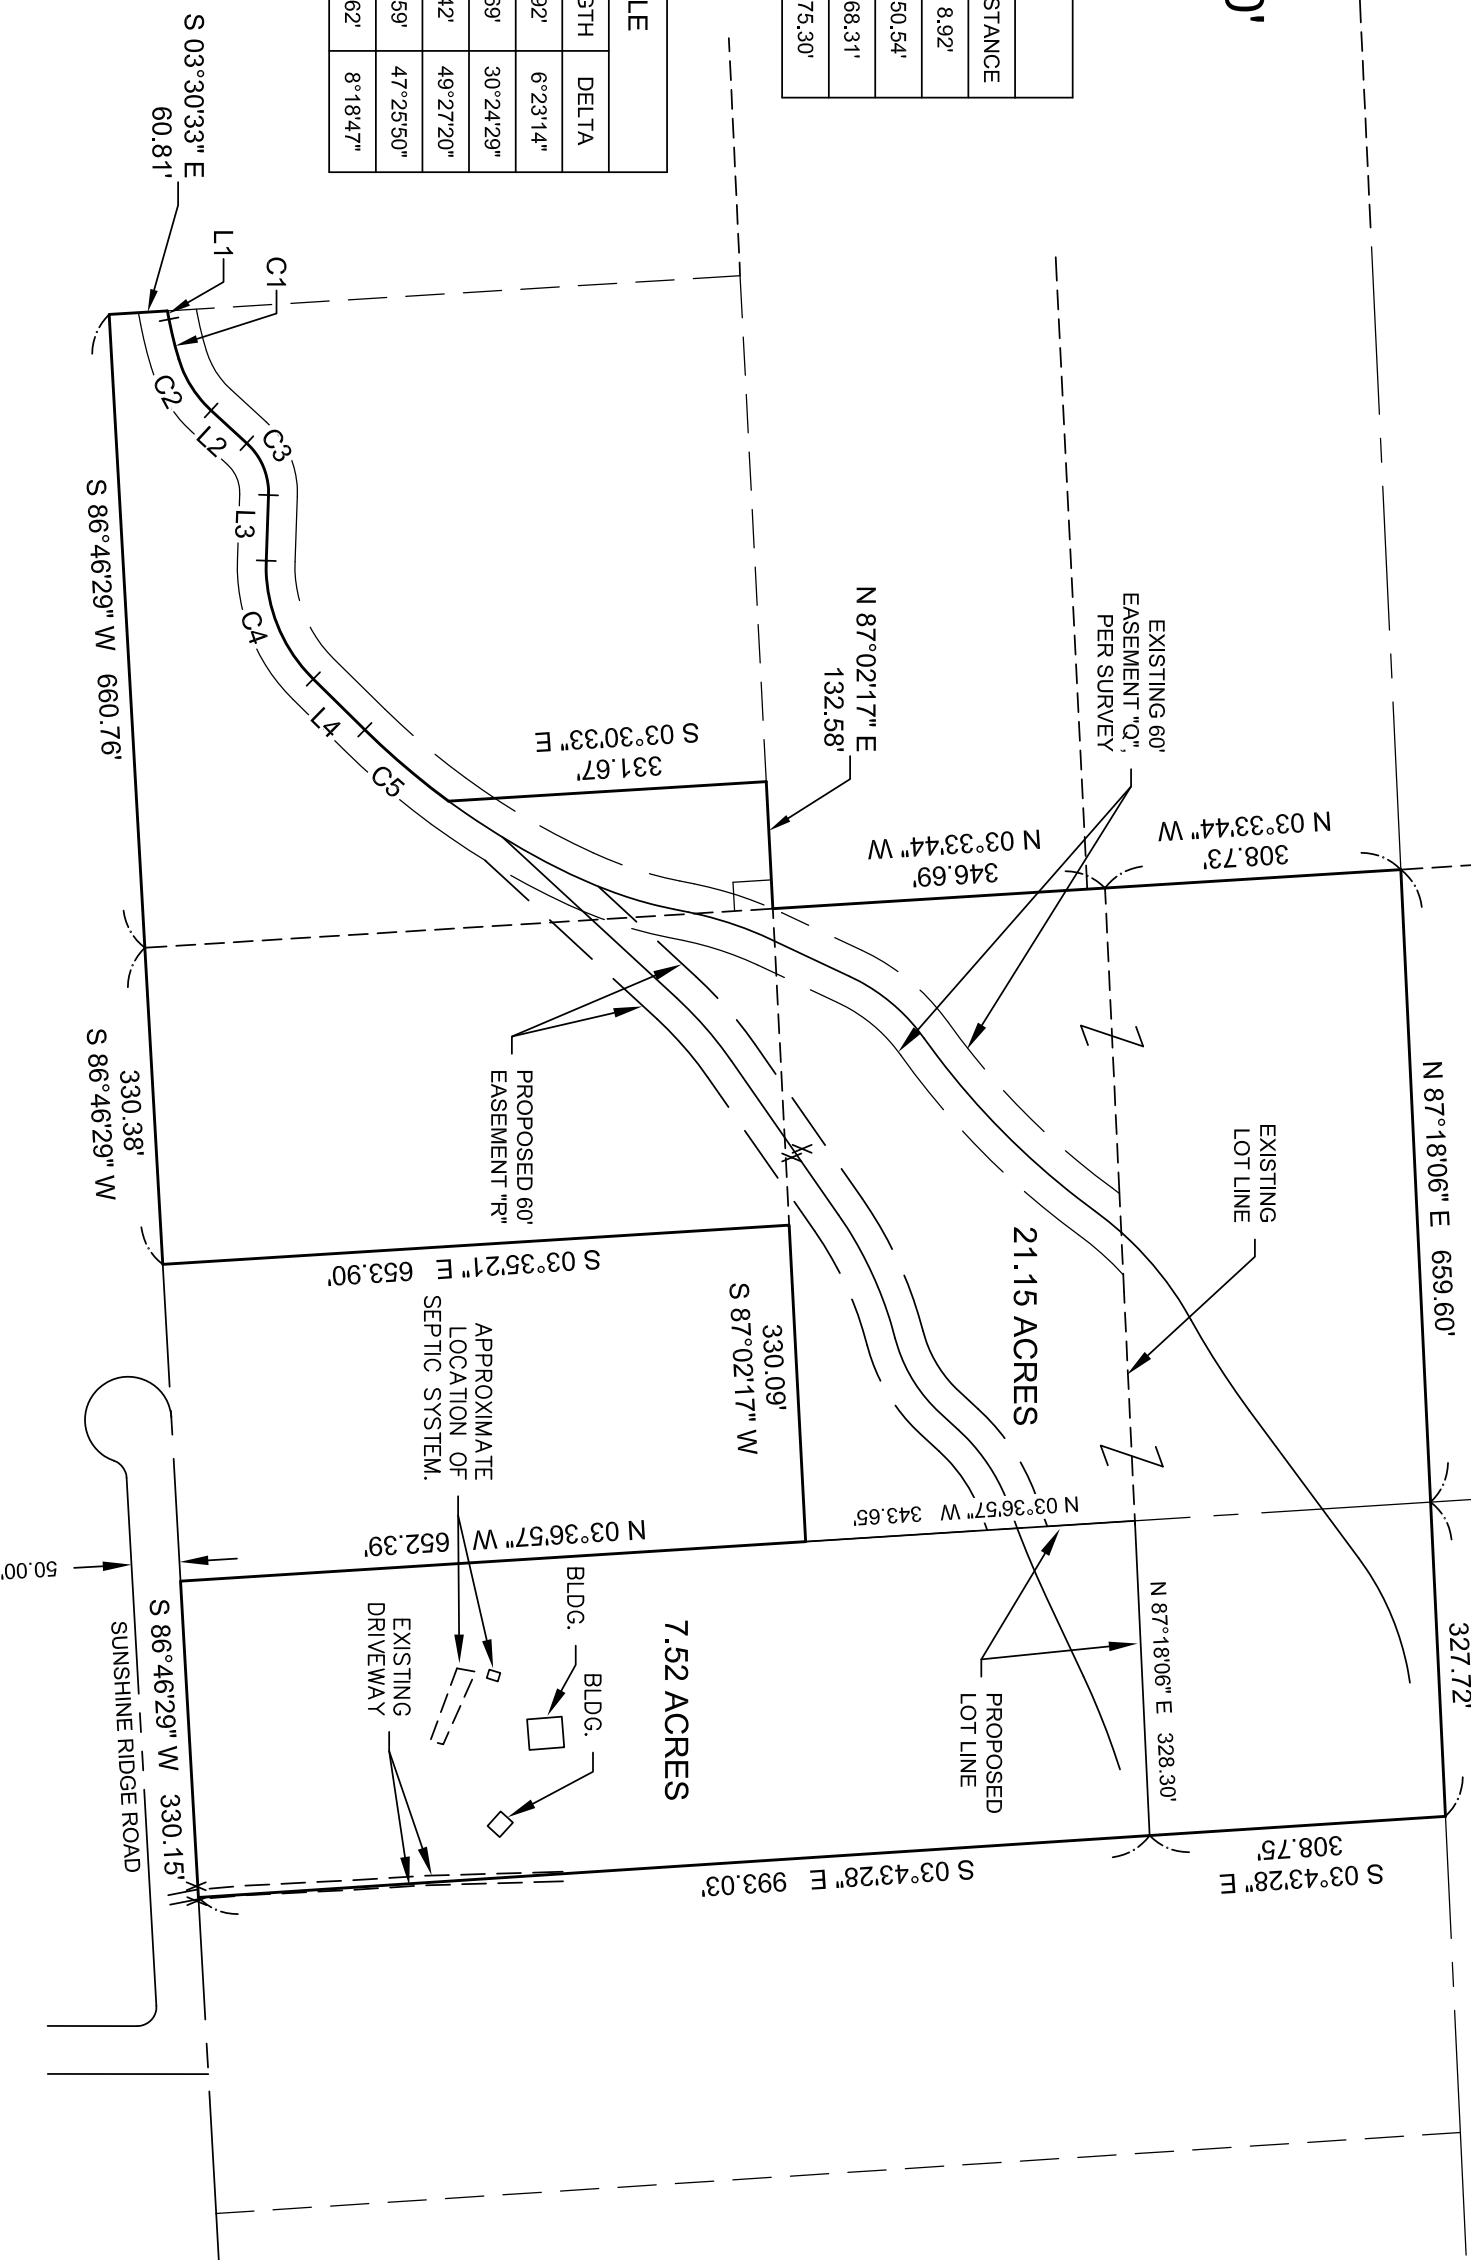 0'
STANCE
8.92'
50.54'
68.31'
75.30'
LE
GTH DELTA
92' 6°23'14"
69' 30°24'29"
42' 49°27'20"
59' 47°25'50"
62' 8°18'47"
S 03°30'33" E
60.81'
L1
C1
C2
L2
C3
L3
C4
L4
C5
S 86°46'29" W 660.76'
S 03°30'33" E
331.67'
N 87°02'17" E
132.58'
EXISTING 60'
EASEMENT "Q",
PER SURVEY
N 03°33'44" W
346.69'
N 03°33'44" W
308.73'
N 87°18'06" E 659.60'
EXISTING
LOT LINE
21.15 ACRES
PROPOSED 60'
EASEMENT "R"
330.38'
S 86°46'29" W
S 03°35'21" E 653.90'
330.09'
S 87°02'17" W
APPROXIMATE
LOCATION OF
SEPTIC SYSTEM.
N 03°36'57" W 652.39'
N 03°36'57" W 343.65'
N 87°18'06" E 328.30'
327.72'
PROPOSED
LOT LINE
BLDG.
BLDG.
7.52 ACRES
EXISTING
DRIVEWAY
50.00'
S 86°46'29" W 330.15'
SUNSHINE RIDGE ROAD
S 03°43'28" E 993.03'
S 03°43'28" E
308.75'